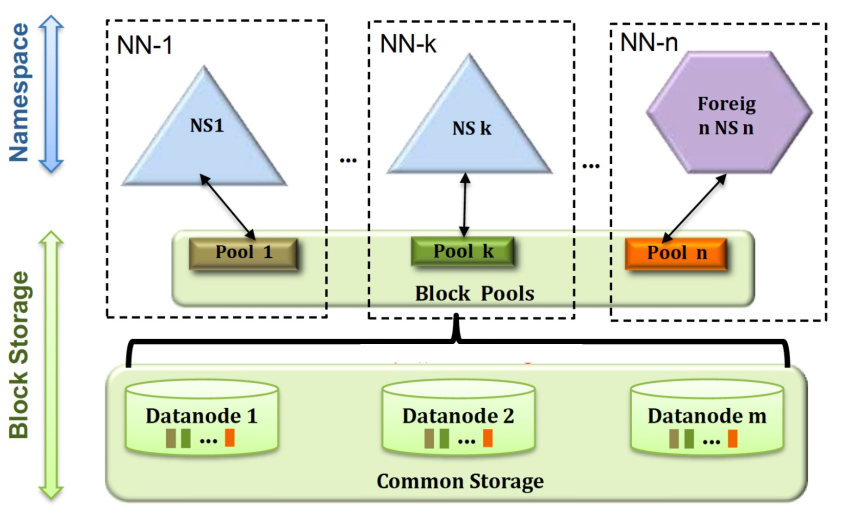 Namespace
NN-1
NN-k
NN-n
NS1
NS k
Foreig
n NS n
...
...
Pool 1
Pool k
Pool n
Block Pools
Block Storage
Datanode 1
...
Datanode 2
...
Datanode m
...
Common Storage